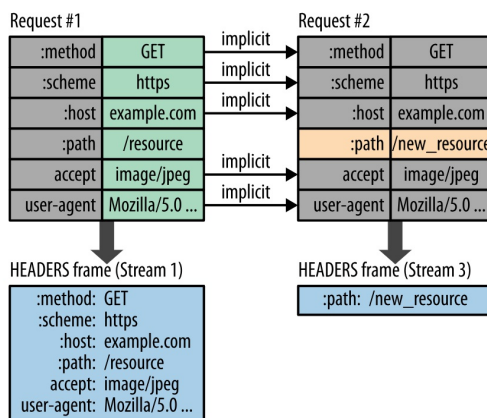 Request #1
:method GET
:scheme https
:host example.com
:path /resource
accept image/jpeg
user-agent Mozilla/5.0 ...
implicit
implicit
implicit
implicit
implicit
Request #2
:method GET
:scheme https
:host example.com
:path /new_resource
accept image/jpeg
user-agent Mozilla/5.0 ...
HEADERS frame (Stream 1)
:method: GET
:scheme: https
:host: example.com
:path: /resource
accept: image/jpeg
user-agent: Mozilla/5.0 ...
HEADERS frame (Stream 3)
:path: /new_resource